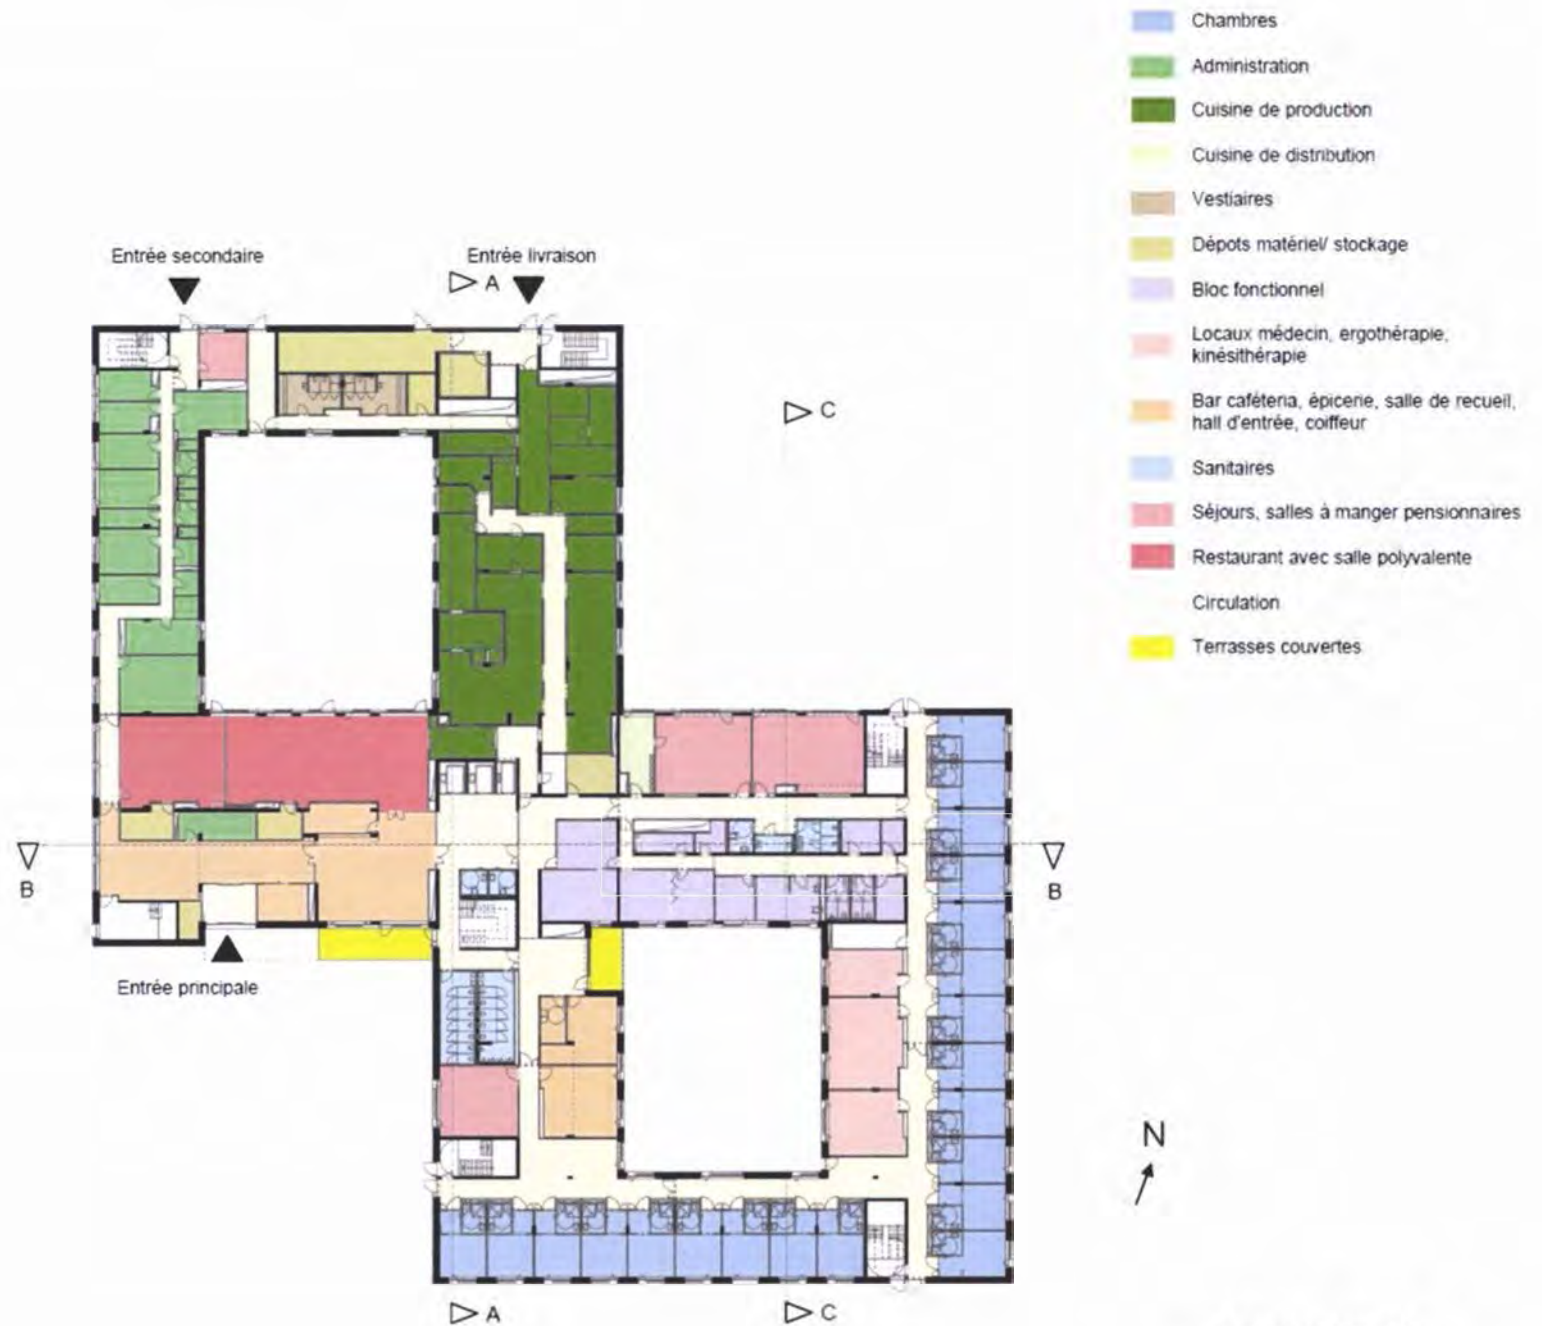 Chambres
Administration
Cuisine de production
Cuisine de distribution
Vestiaires
Dépots matériel/ stockage
Bloc fonctionnel
Locaux médecin, ergothérapie,
kinésithérapie
Bar caféteria, épicerie, salle de recueil,
hall d'entrée, coiffeur
Sanitaires
Séjours, salles à manger pensionnaires
Restaurant avec salle polyvalente
Circulation
Terrasses couvertes
Entrée secondaire
Entrée livraison
A
C
B
B
Entrée principale
N
A
C